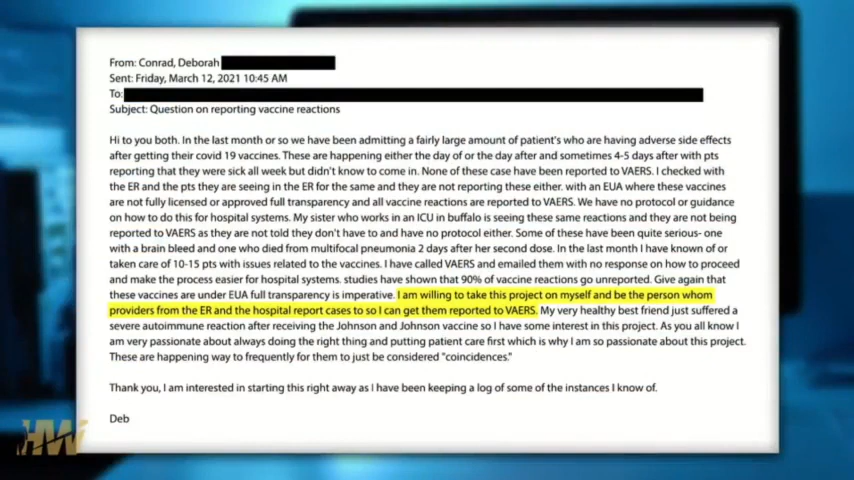 From: Conrad, Deborah
Sent: Friday, March 12, 2021 10:45 AM
To:
Subject: Question on reporting vaccine reactions
Hi to you both. In the last month or so we have been admitting a fairly large amount of patient's who are having adverse side effects
after getting their covid 19 vaccines. These are happening either the day of or the day after and sometimes 4-5 days after with pts
reporting that they were sick all week but didn't know to come in. None of these case have been reported to VAERS. I checked with
the ER and the pts they are seeing in the ER for the same and they are not reporting these either. with an EUA where these vaccines
are not fully licensed or approved full transparency and all vaccine reactions are reported to VAERS. We have no protocol or guidance
on how to do this for hospital systems. My sister who works in an ICU in buffalo is seeing these same reactions and they are not being
reported to VAERS as they are not told they don't have to and have no protocol either. Some of these have been quite serious- one
with a brain bleed and one who died from multifocal pneumonia 2 days after her second dose. In the last month I have known of or
taken care of 10-15 pts with issues related to the vaccines. I have called VAERS and emailed them with no response on how to proceed
and make the process easier for hospital systems. studies have shown that 90% of vaccine reactions go unreported. Give again that
these vaccines are under EUA full transparency is imperative. I am willing to take this project on myself and be the person whom
providers from the ER and the hospital report cases to so I can get them reported to VAERS. My very healthy best friend just suffered a
severe autoimmune reaction after receiving the Johnson and Johnson vaccine so I have some interest in this project. As you all know I
am very passionate about always doing the right thing and putting patient care first which is why I am so passionate about this project.
These are happening way to frequently for them to just be considered "coincidences."
Thank you, I am interested in starting this right away as I have been keeping a log of some of the instances I know of.
Deb
HW